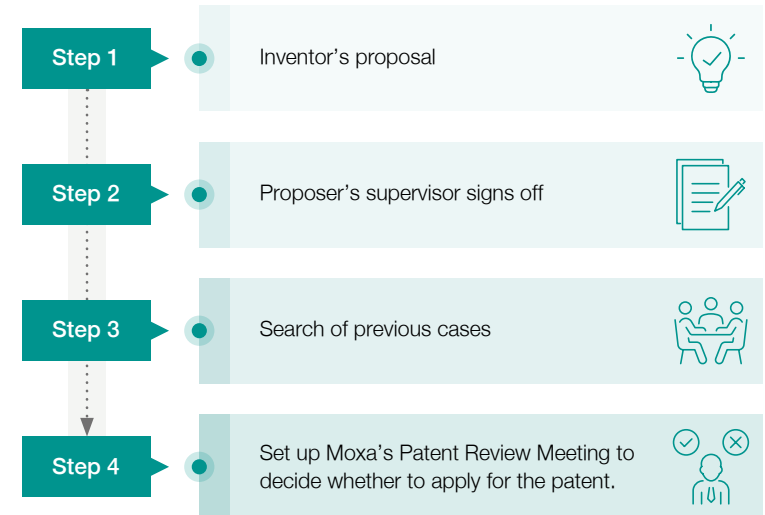 Step 1
Inventor’s proposal
Step 2
Proposer’s supervisor signs off
Step 3
Search of previous cases
Step 4
Set up Moxa’s Patent Review Meeting to
decide whether to apply for the patent.